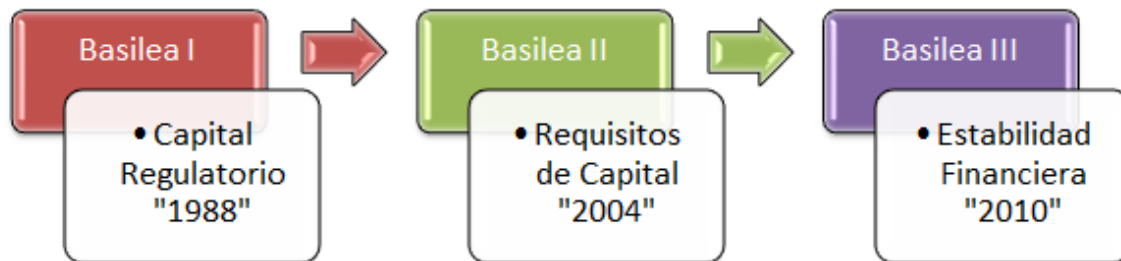 Basilea I
• Capital
Regulatorio
"1988"
Basilea II
• Requisitos
de Capital
"2004"
Basilea III
• Estabilidad
Financiera
"2010"